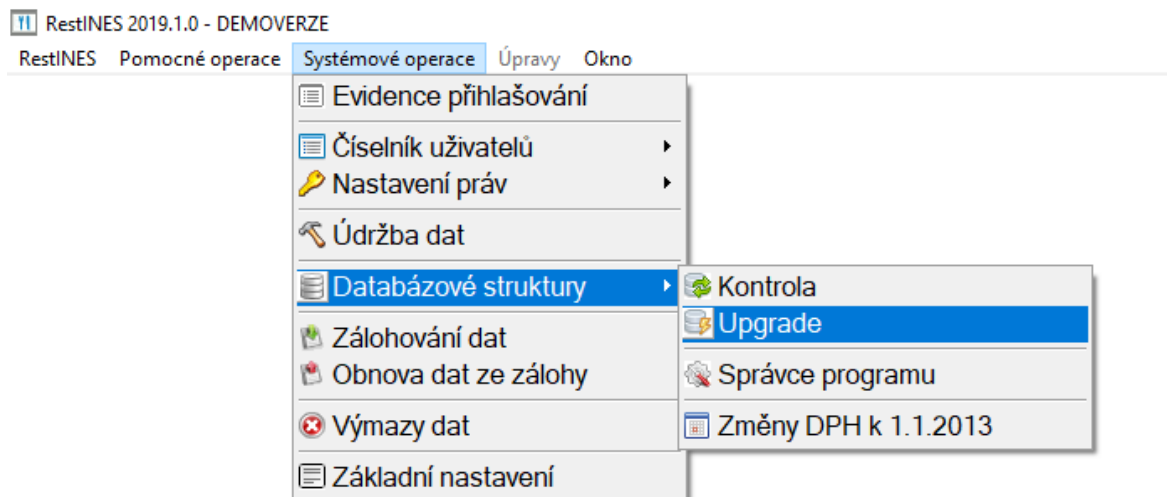 RestINES 2019.1.0 - DEMOVERZE
RestINES Pomocné operace Systémové operace Úpravy Okno
Evidence přihlašování
Číselník uživatelů
Nastavení práv
Údržba dat
Databázové struktury
Kontrola
Upgrade
Zálohování dat
Obnova dat ze zálohy
Správce programu
Výmazy dat
Změny DPH k 1.1.2013
Základní nastavení